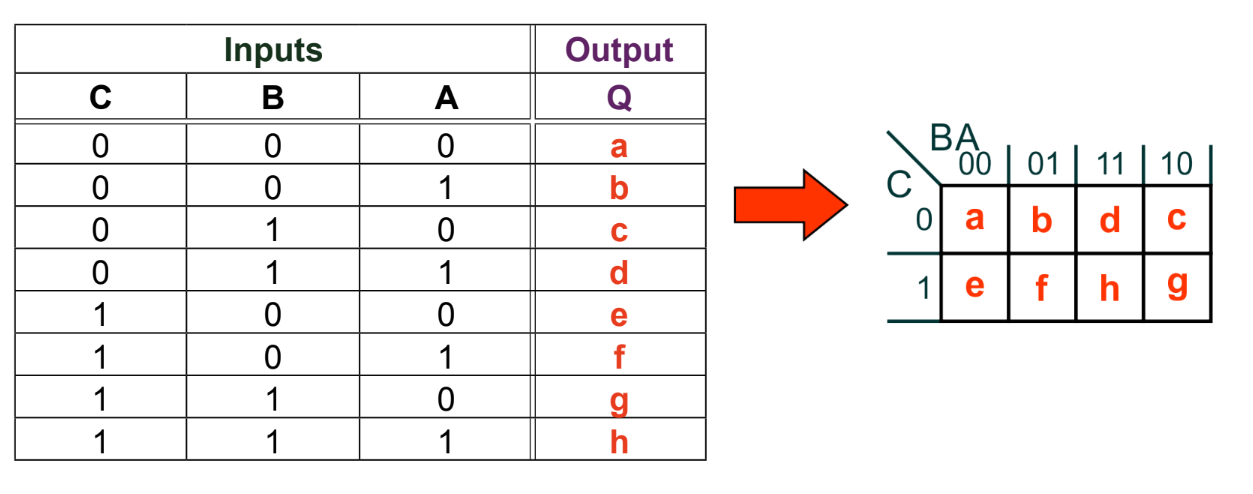 Inputs Output
C B A Q
0 0 0 a
0 0 1 b
0 1 0 c
0 1 1 d
1 0 0 e
1 0 1 f
1 1 0 g
1 1 1 h
BA
00 01 11 10
C
0 a b d c
1 e f h g